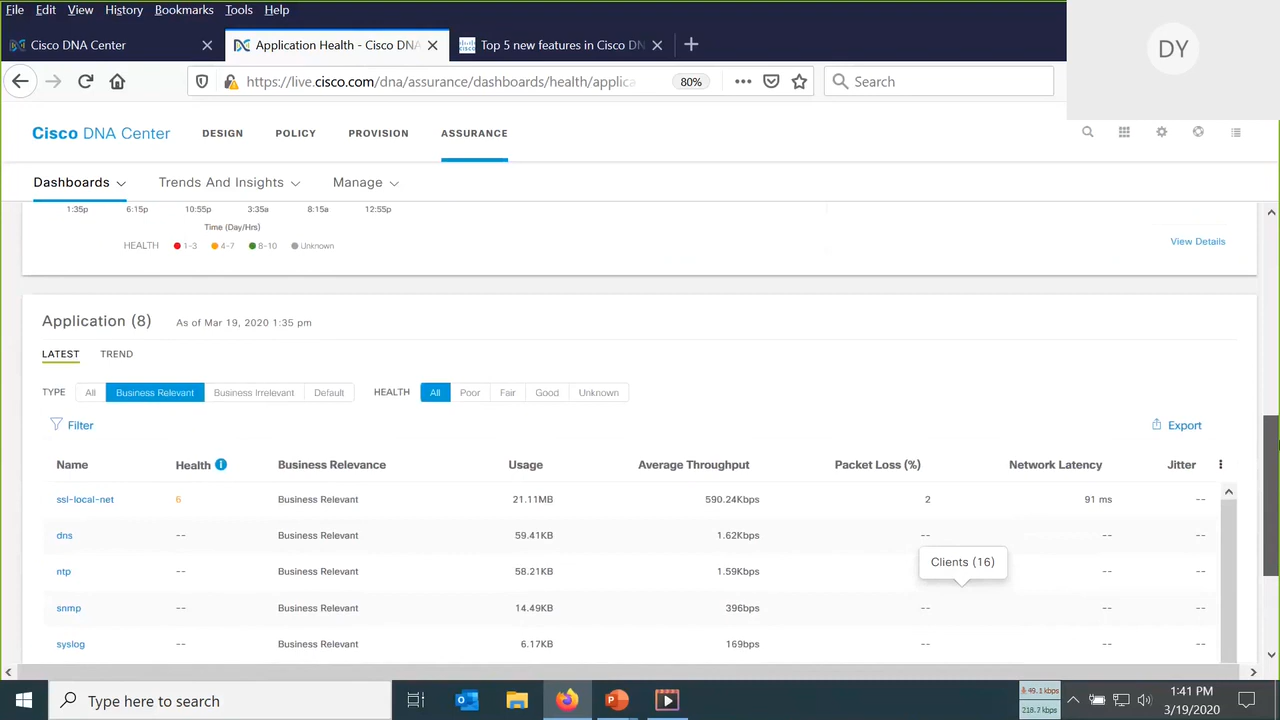 File Edit View History Bookmarks Tools Help
DY
Cisco DNA Center
Application Health - Cisco DNA
Top 5 new features in Cisco DN
https://live.cisco.com/dna/assurance/dashboards/health/applica
80%
Search
Cisco DNA Center DESIGN POLICY PROVISION ASSURANCE
Dashboards Trends And Insights Manage
1:35p 6:15p 10:55p 3:35a 8:15a 12:55p
Time (Day/Hrs)
HEALTH 1-3 4-7 8-10 Unknown
View Details
Application (8) As of Mar 19, 2020 1:35 pm
LATEST TREND
TYPE All Business Relevant Business Irrelevant Default HEALTH All Poor Fair Good Unknown
Filter Export
Name Health Business Relevance Usage Average Throughput Packet Loss (%) Network Latency Jitter
ssl-local-net 6 Business Relevant 21.11MB 590.24Kbps 2 91 ms --
dns -- Business Relevant 59.41KB 1.62Kbps -- -- --
Clients (16)
ntp -- Business Relevant 58.21KB 1.59Kbps -- --
snmp -- Business Relevant 14.49KB 396bps -- -- --
syslog -- Business Relevant 6.17KB 169bps -- -- --
Type here to search
49.1 kbps
218.7 kbps
1:41 PM
3/19/2020